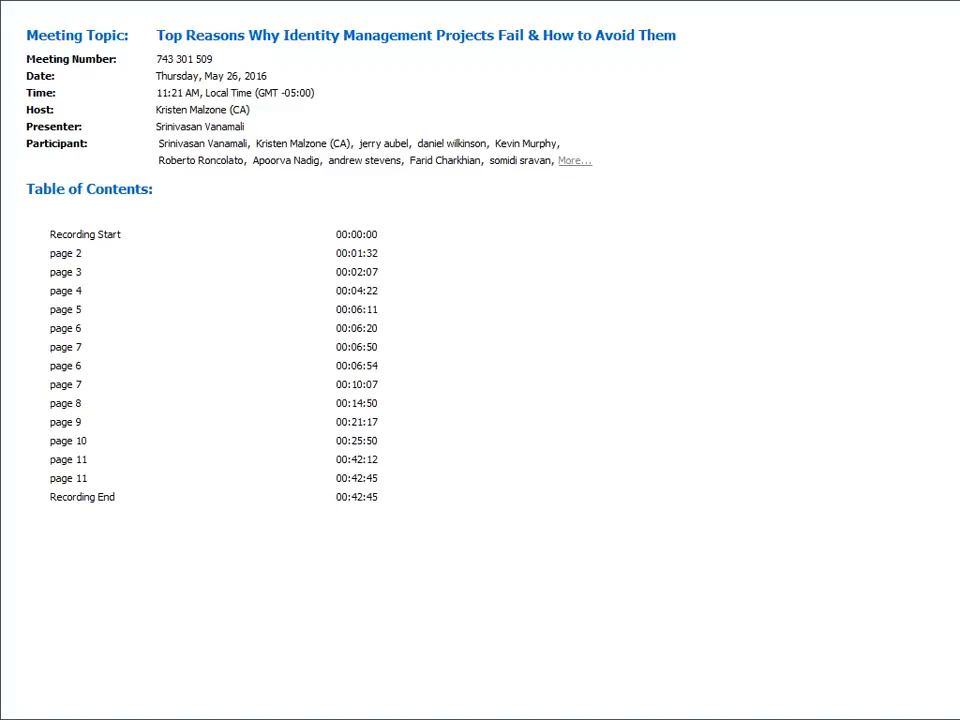 Meeting Topic: Top Reasons Why Identity Management Projects Fail & How to Avoid Them
Meeting Number: 743 301 509
Date: Thursday, May 26, 2016
Time: 11:21 AM, Local Time (GMT -05:00)
Host: Kristen Malzone (CA)
Presenter: Srinivasan Vanamali
Participant: Srinivasan Vanamali, Kristen Malzone (CA), jerry aubel, daniel wilkinson, Kevin Murphy,
Roberto Roncolato, Apoorva Nadig, andrew stevens, Farid Charkhian, somidi sravan, More...
Table of Contents:
Recording Start 00:00:00
page 2 00:01:32
page 3 00:02:07
page 4 00:04:22
page 5 00:06:11
page 6 00:06:20
page 7 00:06:50
page 6 00:06:54
page 7 00:10:07
page 8 00:14:50
page 9 00:21:17
page 10 00:25:50
page 11 00:42:12
page 11 00:42:45
Recording End 00:42:45